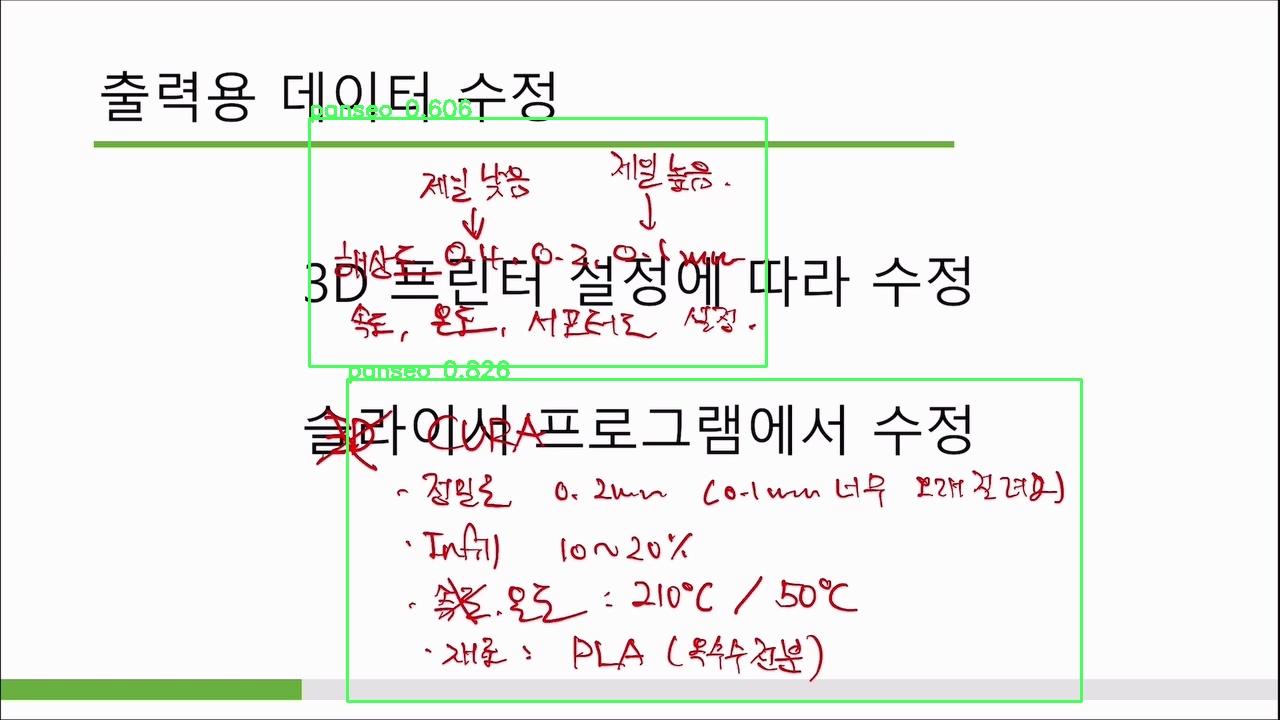 출력용 데이터 수정
panseo 0.606
제일 낮음 제일 높음.
↓ ↓
해상도 0.4, 0.2, 0.1mm
3D 프린터 설정에 따라 수정
속도, 온도, 서포터도 설정.
panseo 0.826
슬라이서 프로그램에서 수정
3D CURA
· 정밀도 0.2mm (0.1mm 너무 오래 걸려요)
· Infill 10~20%
· 속도, 온도 : 210℃ / 50℃
· 재료 : PLA (옥수수 전분)